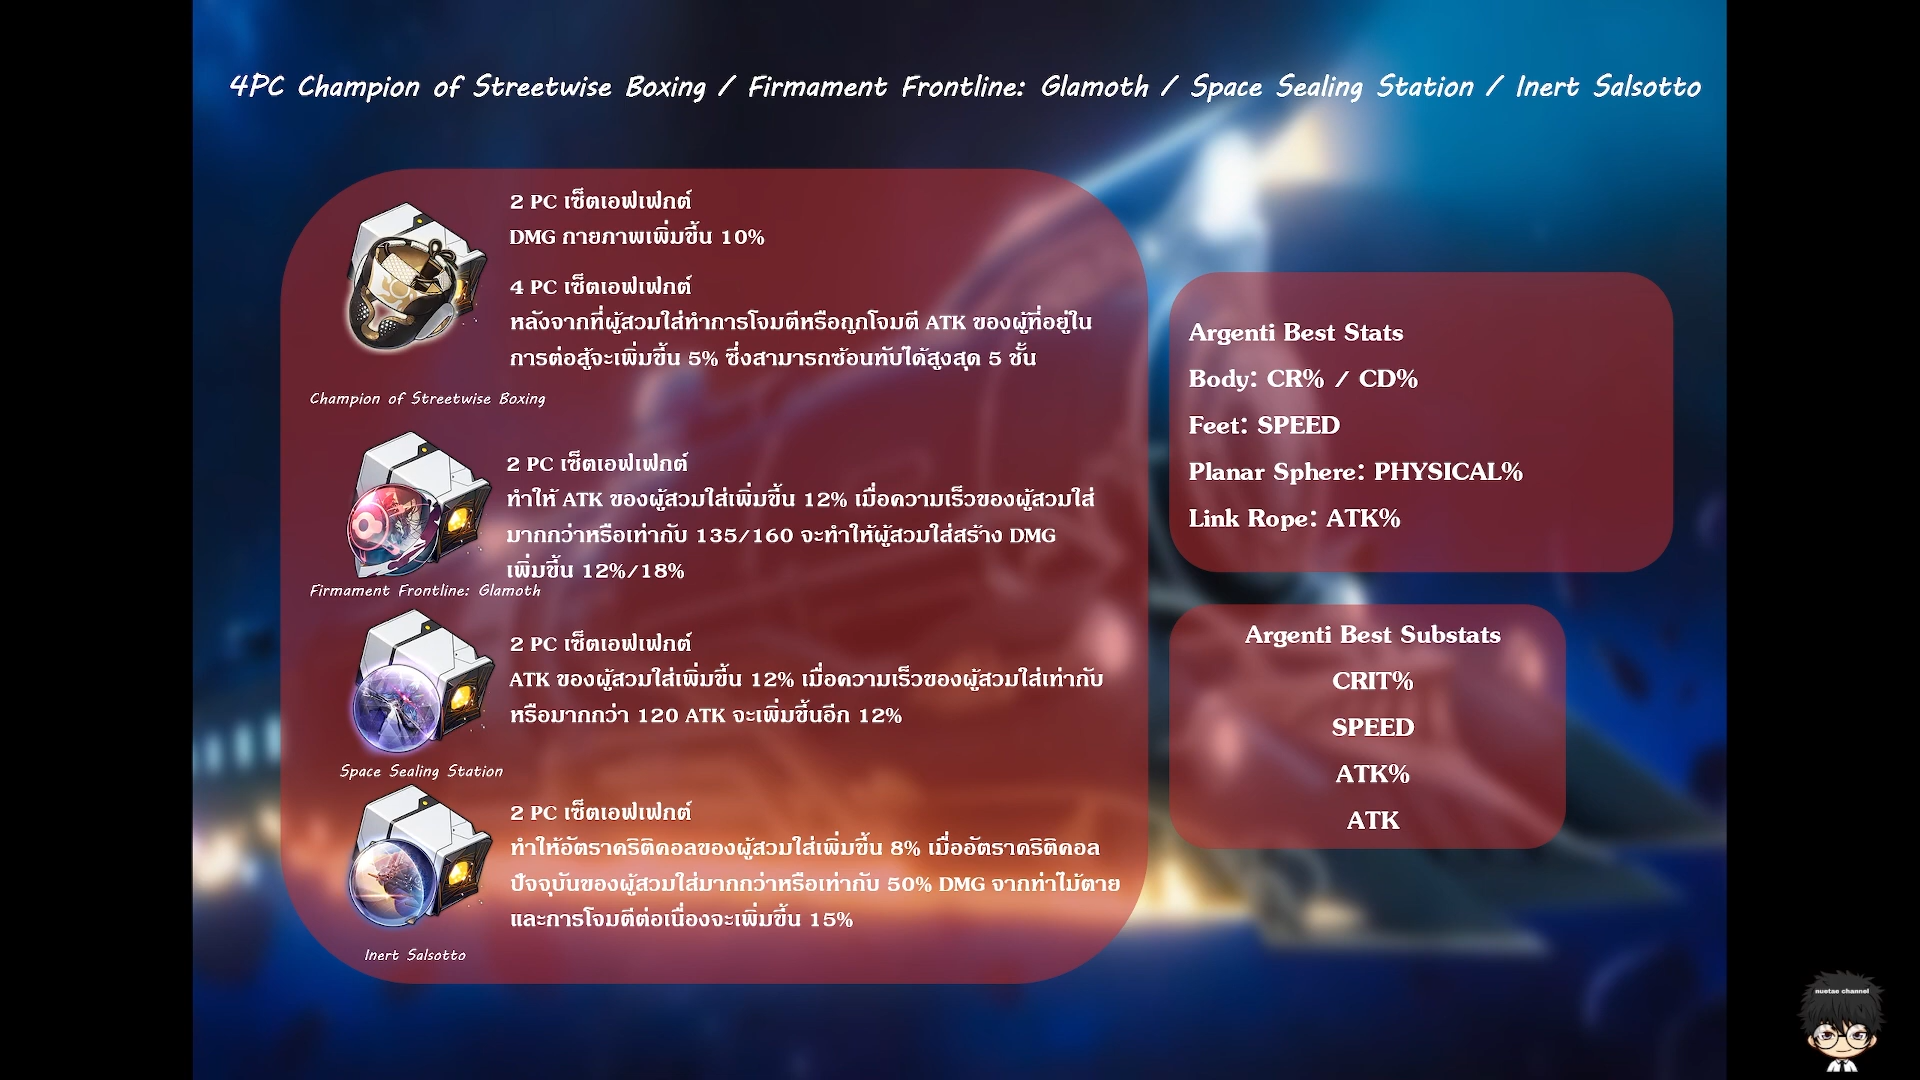 4PC Champion of Streetwise Boxing / Firmament Frontline: Glamoth / Space Sealing Station / Inert Salsotto
2 PC เซ็ตเอฟเฟกต์
DMG กายภาพเพิ่มขึ้น 10%
4 PC เซ็ตเอฟเฟกต์
หลังจากที่ผู้สวมใส่ทำการโจมตีหรือถูกโจมตี ATK ของผู้ที่อยู่ใน
การต่อสู้จะเพิ่มขึ้น 5% ซึ่งสามารถซ้อนทับได้สูงสุด 5 ชั้น
Champion of Streetwise Boxing
2 PC เซ็ตเอฟเฟกต์
ทำให้ ATK ของผู้สวมใส่เพิ่มขึ้น 12% เมื่อความเร็วของผู้สวมใส่
มากกว่าหรือเท่ากับ 135/160 จะทำให้ผู้สวมใส่สร้าง DMG
เพิ่มขึ้น 12%/18%
Firmament Frontline: Glamoth
2 PC เซ็ตเอฟเฟกต์
ATK ของผู้สวมใส่เพิ่มขึ้น 12% เมื่อความเร็วของผู้สวมใส่เท่ากับ
หรือมากกว่า 120 ATK จะเพิ่มขึ้นอีก 12%
Space Sealing Station
2 PC เซ็ตเอฟเฟกต์
ทำให้อัตราคริติคอลของผู้สวมใส่เพิ่มขึ้น 8% เมื่ออัตราคริติคอล
ปัจจุบันของผู้สวมใส่มากกว่าหรือเท่ากับ 50% DMG จากท่าไม้ตาย
และการโจมตีต่อเนื่องจะเพิ่มขึ้น 15%
Inert Salsotto
Argenti Best Stats
Body: CR% / CD%
Feet: SPEED
Planar Sphere: PHYSICAL%
Link Rope: ATK%
Argenti Best Substats
CRIT%
SPEED
ATK%
ATK
nuetae channel